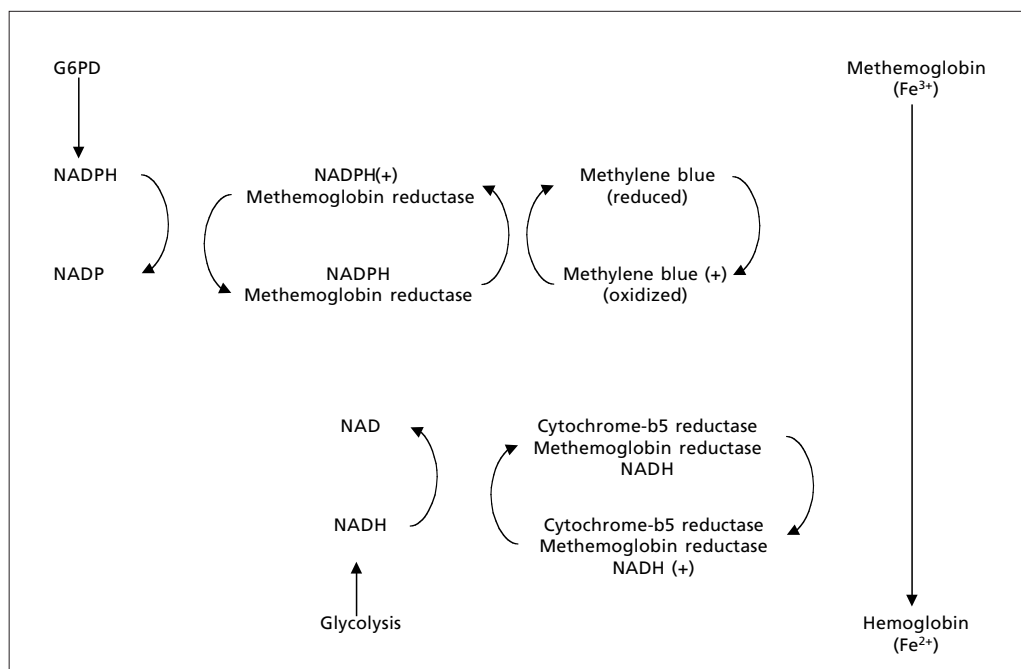 G6PD
Methemoglobin
(Fe³⁺)
NADPH
NADPH(+)
Methemoglobin reductase
Methylene blue
(reduced)
NADP
NADPH
Methemoglobin reductase
Methylene blue (+)
(oxidized)
NAD
Cytochrome-b5 reductase
Methemoglobin reductase
NADH
NADH
Cytochrome-b5 reductase
Methemoglobin reductase
NADH (+)
Glycolysis
Hemoglobin
(Fe²⁺)